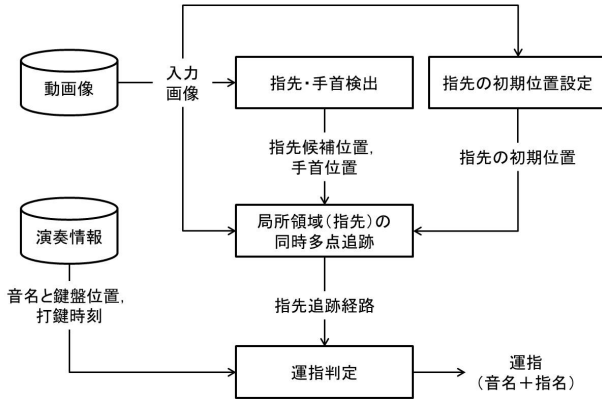 動画像
入力
画像
指先・手首検出
指先の初期位置設定
指先候補位置,
手首位置
指先の初期位置
演奏情報
局所領域(指先)の
同時多点追跡
音名と鍵盤位置,
打鍵時刻
指先追跡経路
運指判定
運指
(音名+指名)